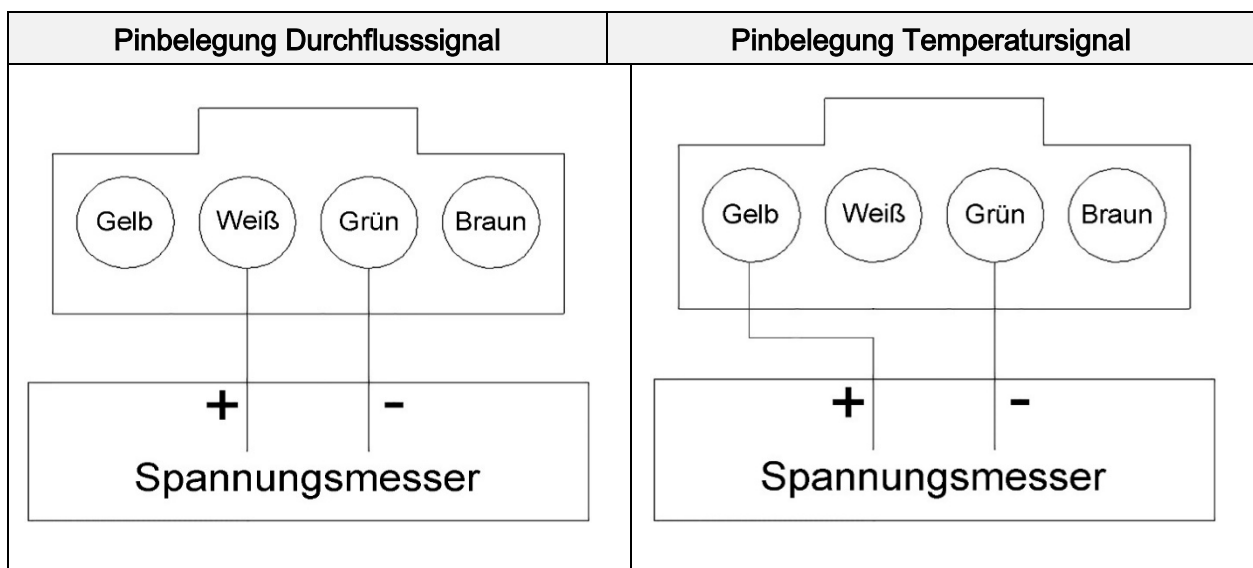 Pinbelegung Durchflusssignal
Pinbelegung Temperatursignal
Gelb Weiß Grün Braun
+ -
Spannungsmesser
Gelb Weiß Grün Braun
+ -
Spannungsmesser